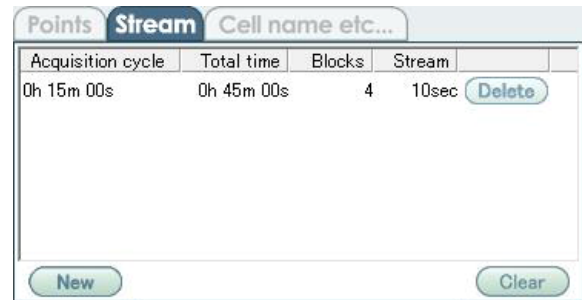 Points Stream Cell name etc...
Acquisition cycle Total time Blocks Stream
0h 15m 00s 0h 45m 00s 4 10sec Delete
New Clear